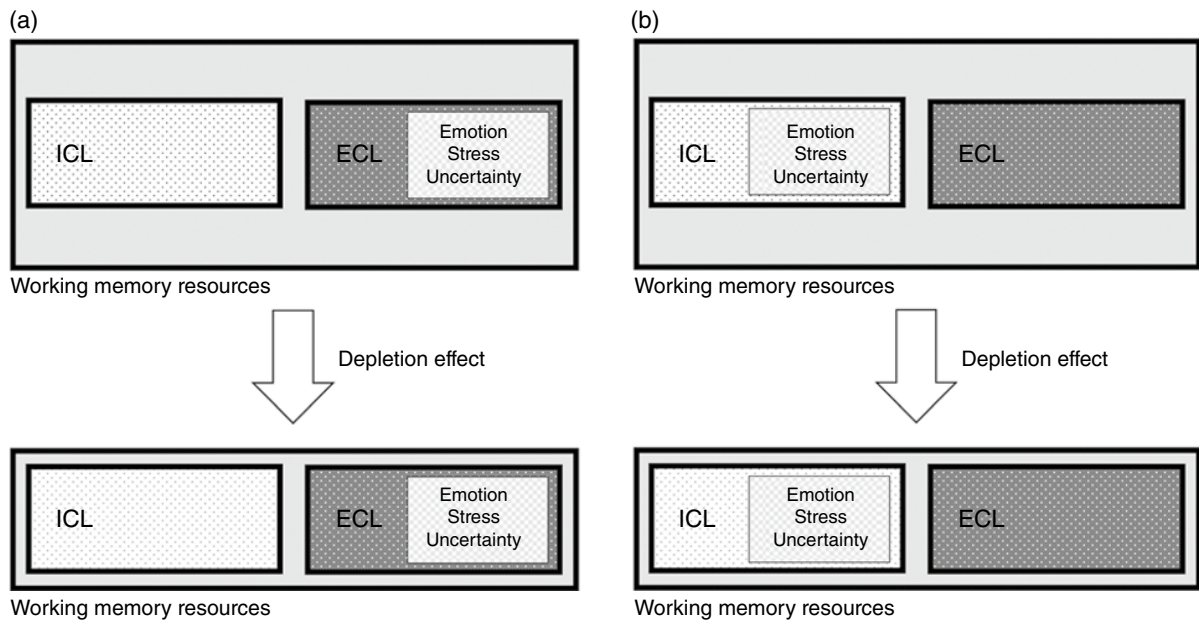 (a)
ICL
ECL
Emotion
Stress
Uncertainty
Working memory resources
Depletion effect
ICL
ECL
Emotion
Stress
Uncertainty
Working memory resources
(b)
ICL
Emotion
Stress
Uncertainty
ECL
Working memory resources
Depletion effect
ICL
Emotion
Stress
Uncertainty
ECL
Working memory resources